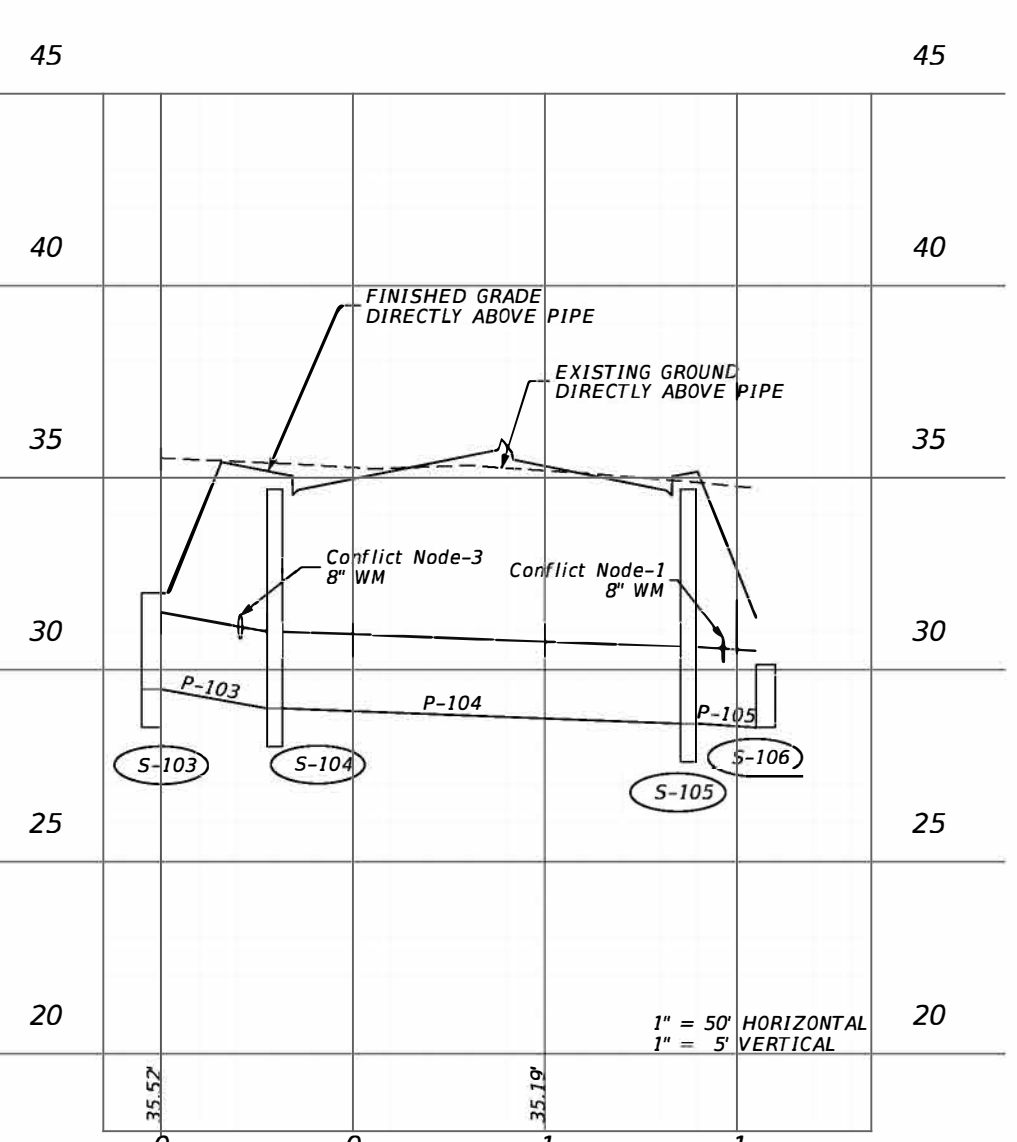 45 45
40 40
FINISHED GRADE
DIRECTLY ABOVE PIPE
EXISTING GROUND
DIRECTLY ABOVE PIPE
35 35
Conflict Node-3
8" WM
Conflict Node-1
8" WM
30 30
P-103
P-104
P-105
S-103
S-104
S-106
S-105
25 25
20 20
1" = 50' HORIZONTAL
1" = 5' VERTICAL
35.52'
35.19'